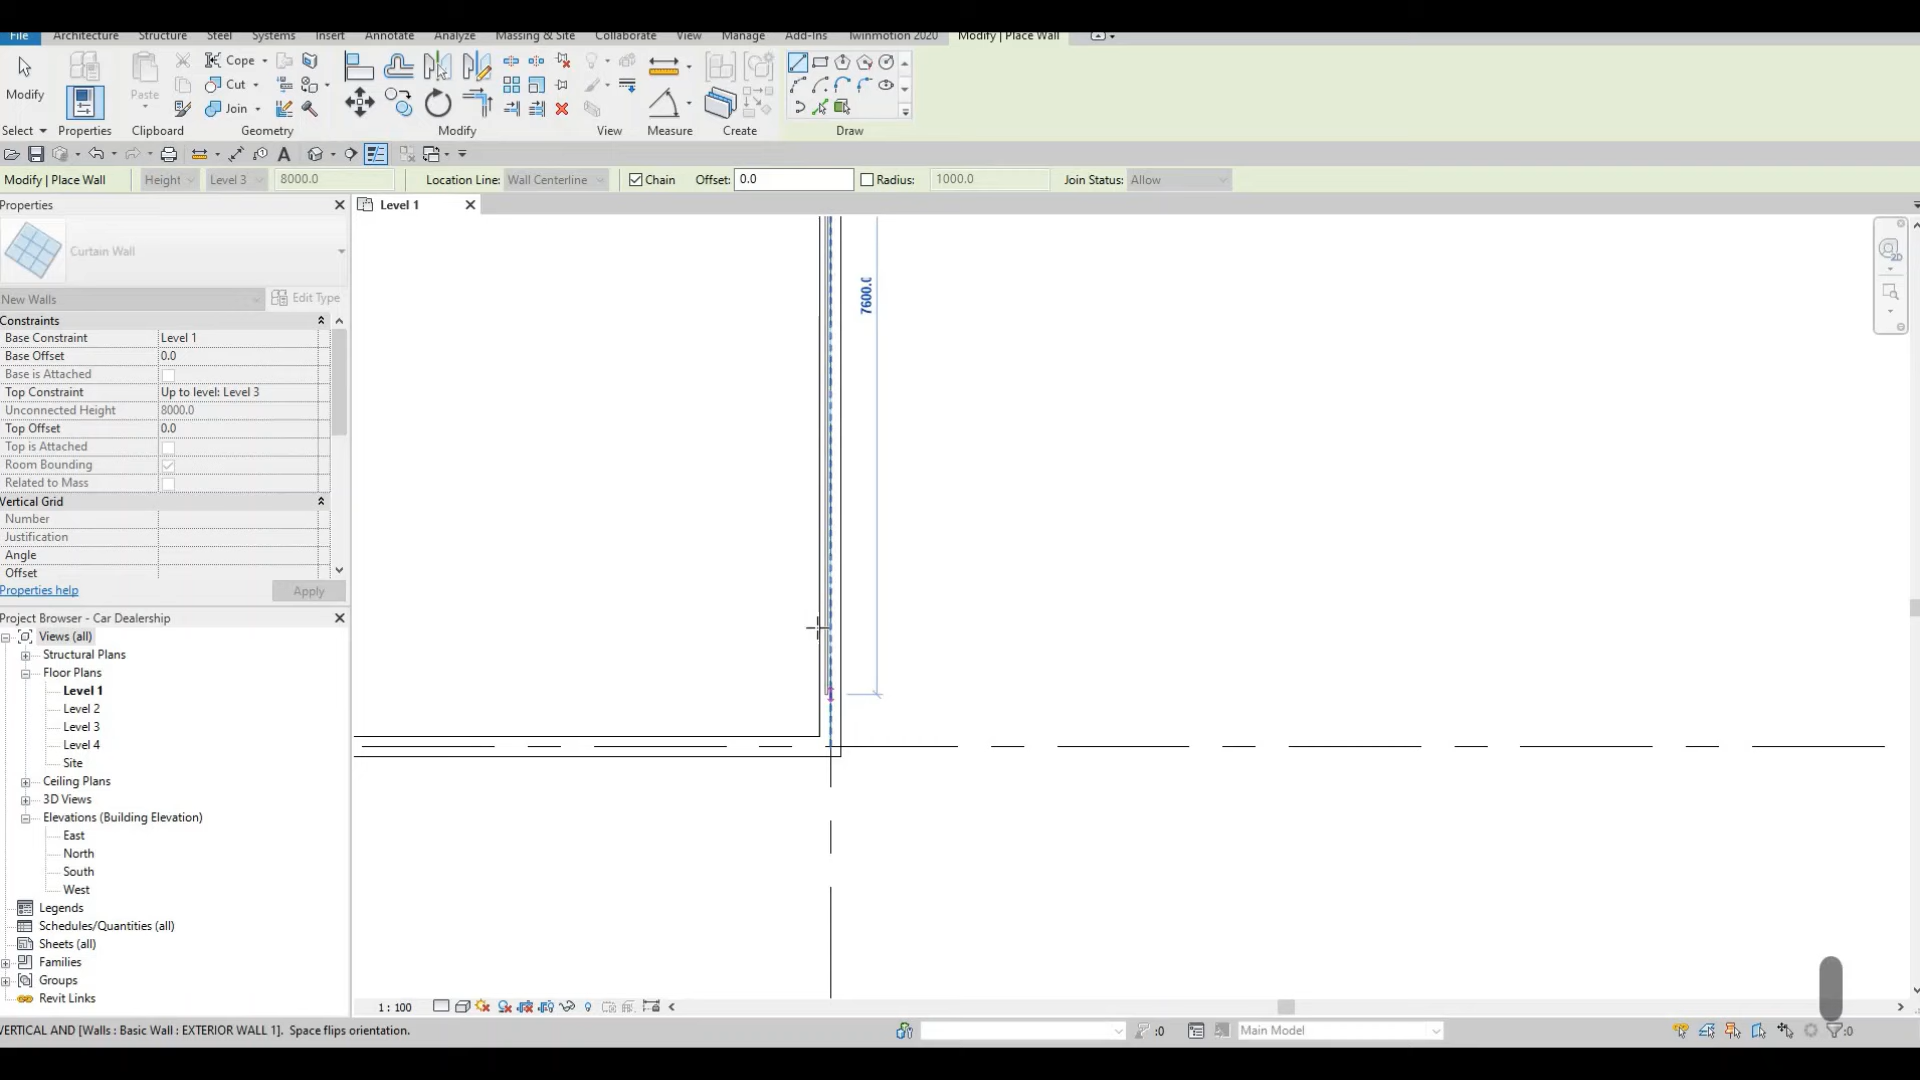 File Architecture Structure Steel Systems Insert Annotate Analyze Massing & Site Collaborate View Manage Add-Ins Twinmotion 2020 Modify | Place Wall
Cope
Modify Paste Cut
Join
Select Properties Clipboard Geometry Modify View Measure Create Draw
Modify | Place Wall Height Level 3 8000.0 Location Line: Wall Centerline Chain Offset: 0.0 Radius: 1000.0 Join Status: Allow
Properties
Level 1
Curtain Wall
New Walls Edit Type
Constraints
Base Constraint Level 1
Base Offset 0.0
Base is Attached
Top Constraint Up to level: Level 3
Unconnected Height 8000.0
Top Offset 0.0
Top is Attached
Room Bounding
Related to Mass
Vertical Grid
Number
Justification
Angle
Offset
Properties help Apply
Project Browser - Car Dealership
Views (all)
Structural Plans
Floor Plans
Level 1
Level 2
Level 3
Level 4
Site
Ceiling Plans
3D Views
Elevations (Building Elevation)
East
North
South
West
Legends
Schedules/Quantities (all)
Sheets (all)
Families
Groups
Revit Links
7600.0
2D
1 : 100
VERTICAL AND [Walls : Basic Wall : EXTERIOR WALL 1]. Space flips orientation.
:0
Main Model
:0